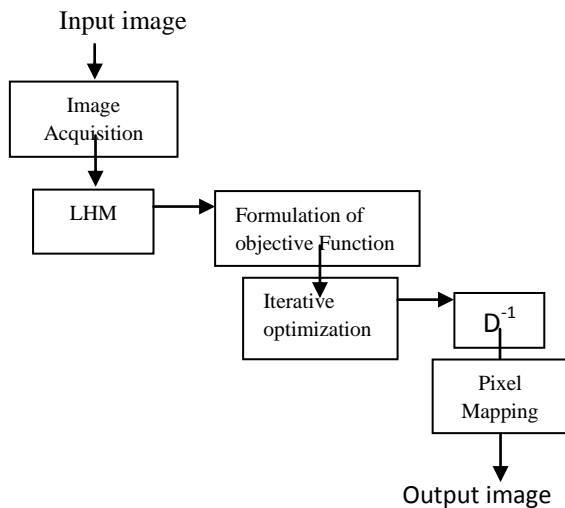 Input image
Image
Acquisition
LHM
Formulation of
objective Function
Iterative
optimization
D⁻¹
Pixel
Mapping
Output image